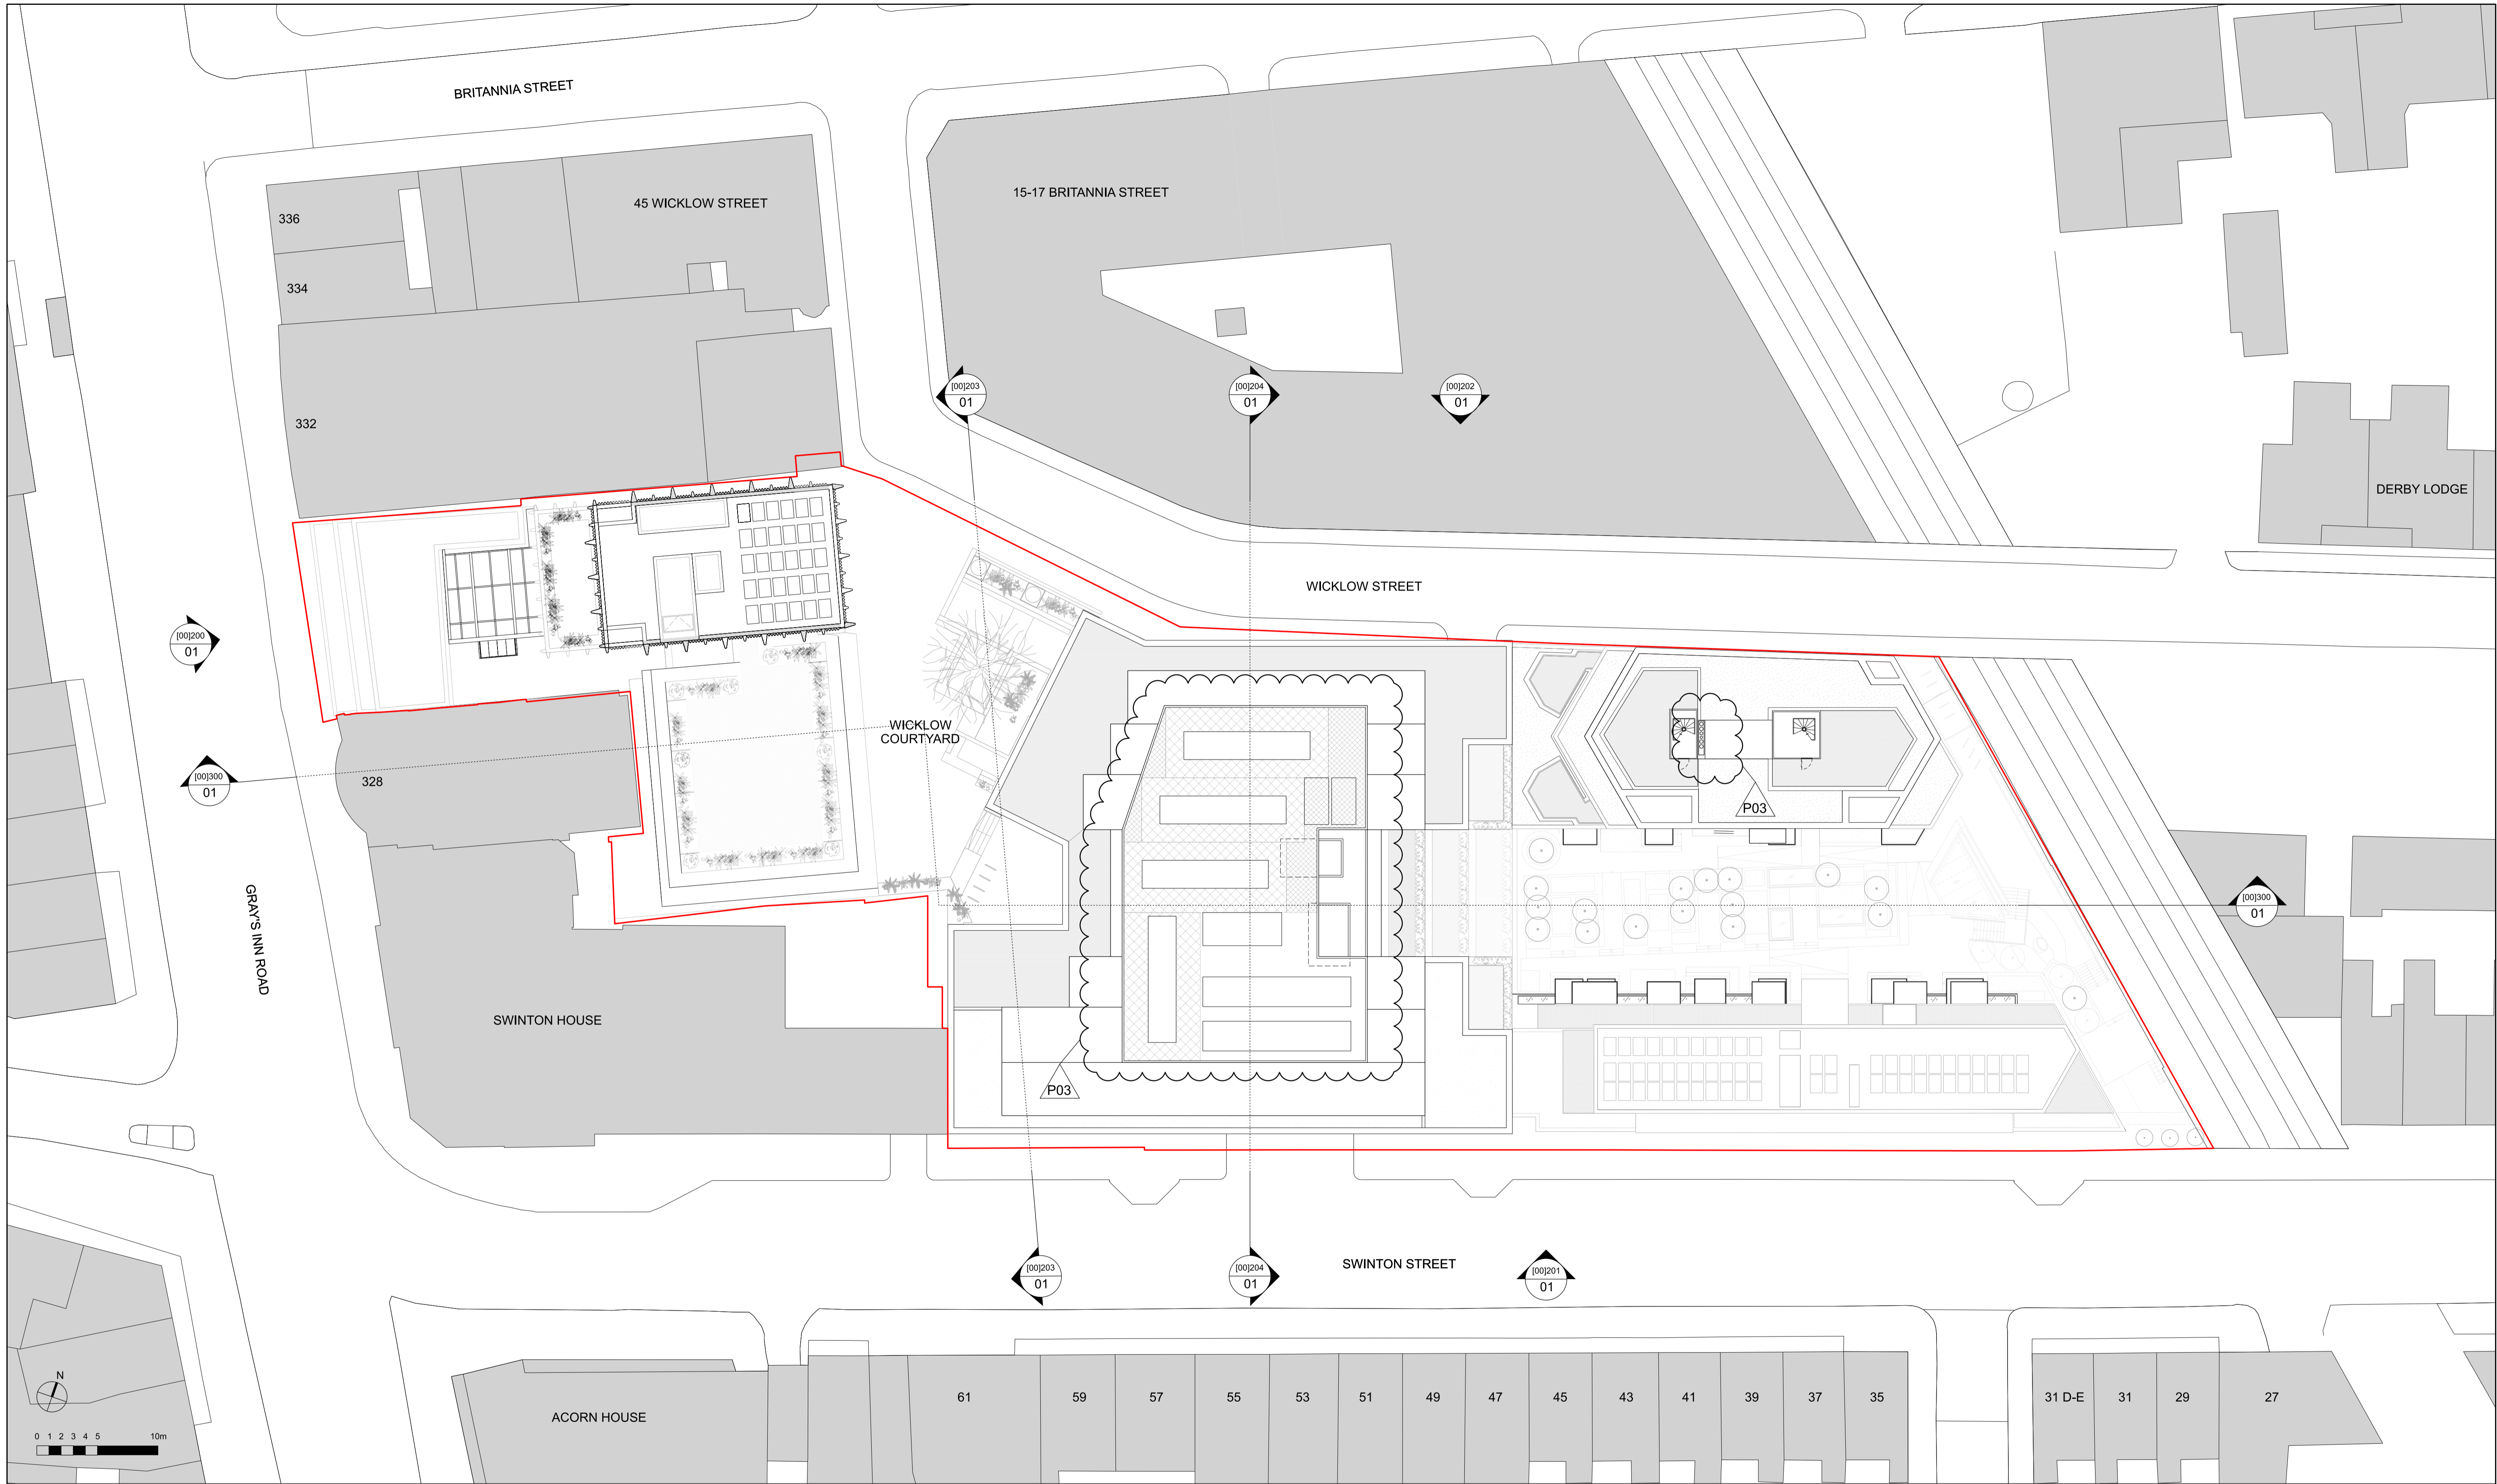 BRITANNIA STREET
336
45 WICKLOW STREET
15-17 BRITANNIA STREET
334
332
[00]203
01
[00]204
01
[00]202
01
DERBY LODGE
WICKLOW STREET
[00]200
01
WICKLOW
COURTYARD
[00]300
01
328
P03
GRAY'S INN ROAD
[00]300
01
SWINTON HOUSE
P03
[00]203
01
[00]204
01
SWINTON STREET
[00]201
01
N
ACORN HOUSE
61
59
57
55
53
51
49
47
45
43
41
39
37
35
31 D-E
31
29
27
0 1 2 3 4 5 10m